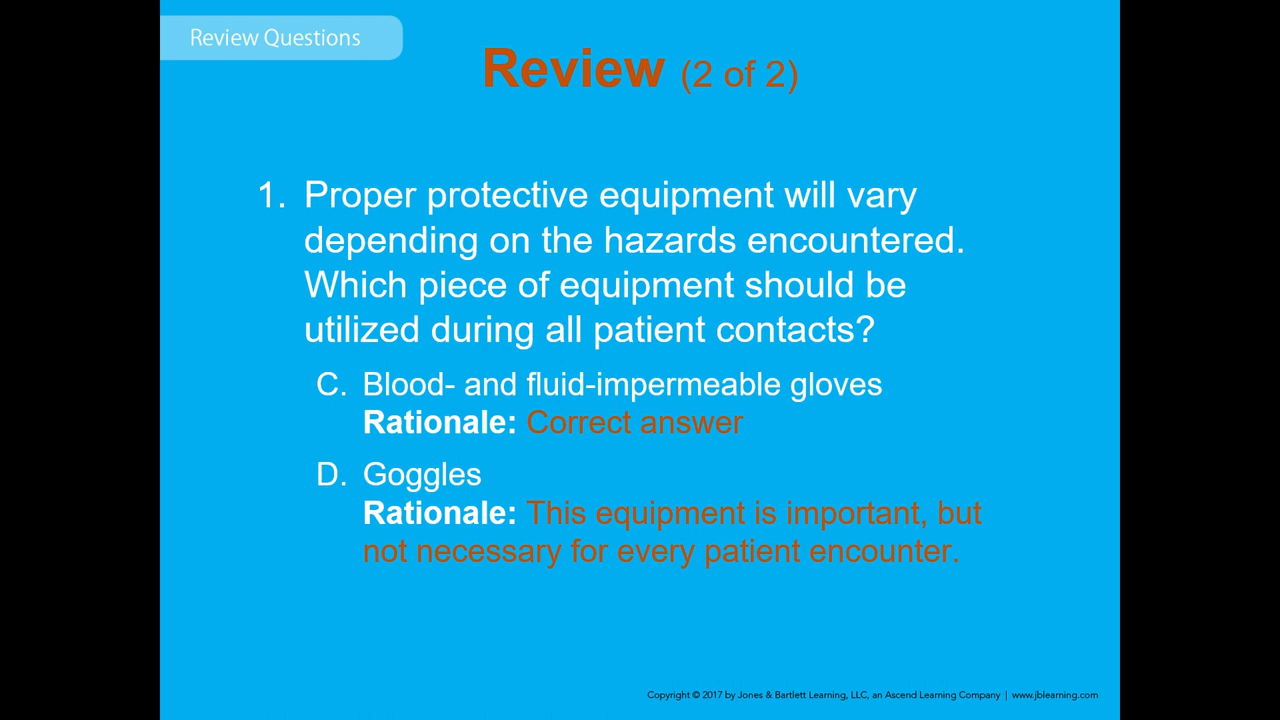 Review Questions
Review (2 of 2)
1. Proper protective equipment will vary
depending on the hazards encountered.
Which piece of equipment should be
utilized during all patient contacts?
C. Blood- and fluid-impermeable gloves
Rationale: Correct answer
D. Goggles
Rationale: This equipment is important, but
not necessary for every patient encounter.
Copyright © 2017 by Jones & Bartlett Learning, LLC, an Ascend Learning Company | www.jblearning.com